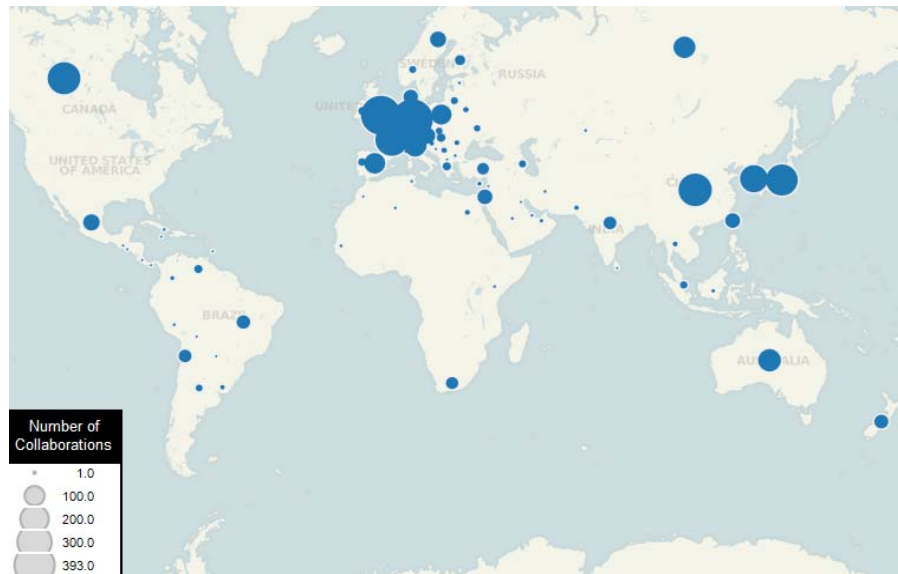 SWEDEN
RUSSIA
CANADA
UNITED
UNITED STATES
OF AMERICA
INDIA
BRAZIL
AUSTRALIA
Number of
Collaborations
1.0
100.0
200.0
300.0
393.0